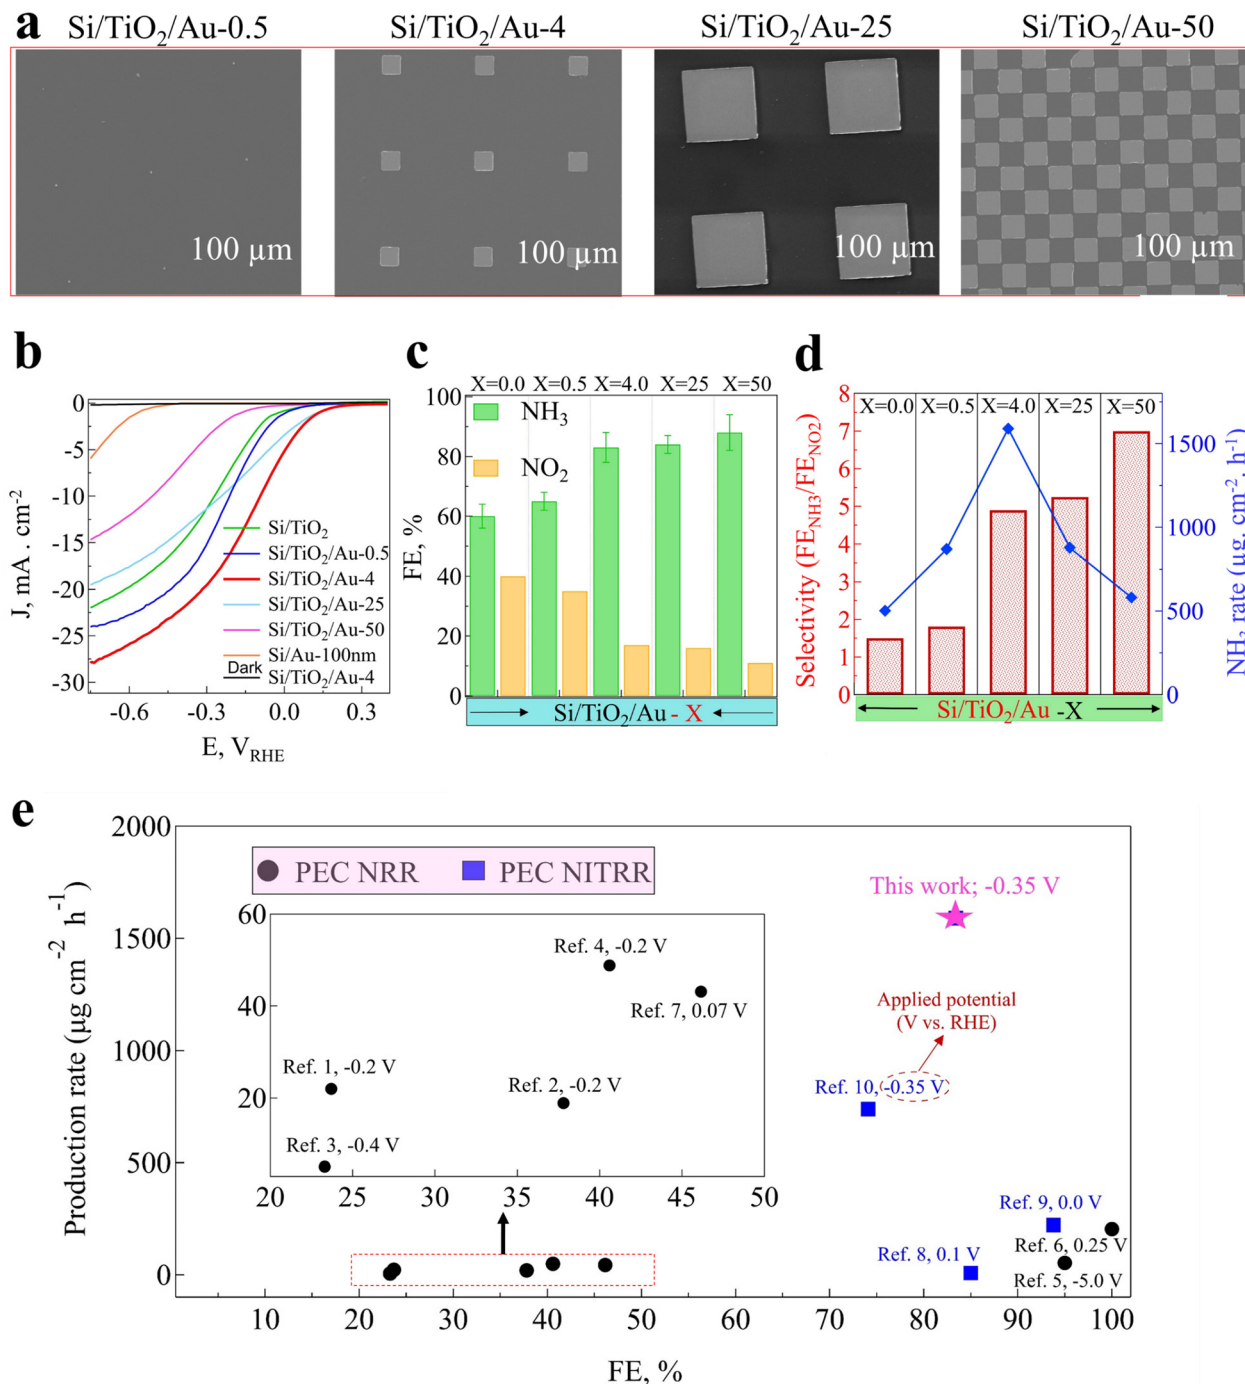 a
Si/TiO2/Au-0.5
Si/TiO2/Au-4
Si/TiO2/Au-25
Si/TiO2/Au-50
100 µm
100 µm
100 µm
100 µm
b
0
-5
-10
-15
-20
-25
-30
J, mA . cm-2
Si/TiO2
Si/TiO2/Au-0.5
Si/TiO2/Au-4
Si/TiO2/Au-25
Si/TiO2/Au-50
Si/Au-100nm
Dark
Si/TiO2/Au-4
-0.6
-0.3
0.0
0.3
E, VRHE
c
X=0.0
X=0.5
X=4.0
X=25
X=50
100
80
60
40
20
0
FE, %
NH3
NO2
Si/TiO2/Au - X
d
8
7
6
5
4
3
2
1
0
Selectivity (FENH3/FENO2)
X=0.0
X=0.5
X=4.0
X=25
X=50
1500
1000
500
0
NH3 rate (µg. cm-2. h-1)
Si/TiO2/Au -X
e
2000
1500
1000
500
0
Production rate (µg cm-2 h-1)
PEC NRR
PEC NITRR
This work; -0.35 V
60
40
20
Ref. 4, -0.2 V
Ref. 7, 0.07 V
Ref. 1, -0.2 V
Ref. 2, -0.2 V
Ref. 3, -0.4 V
20
25
30
35
40
45
50
Applied potential
(V vs. RHE)
Ref. 10, -0.35 V
Ref. 9, 0.0 V
Ref. 6, 0.25 V
Ref. 8, 0.1 V
Ref. 5, -5.0 V
10
20
30
40
50
60
70
80
90
100
FE, %